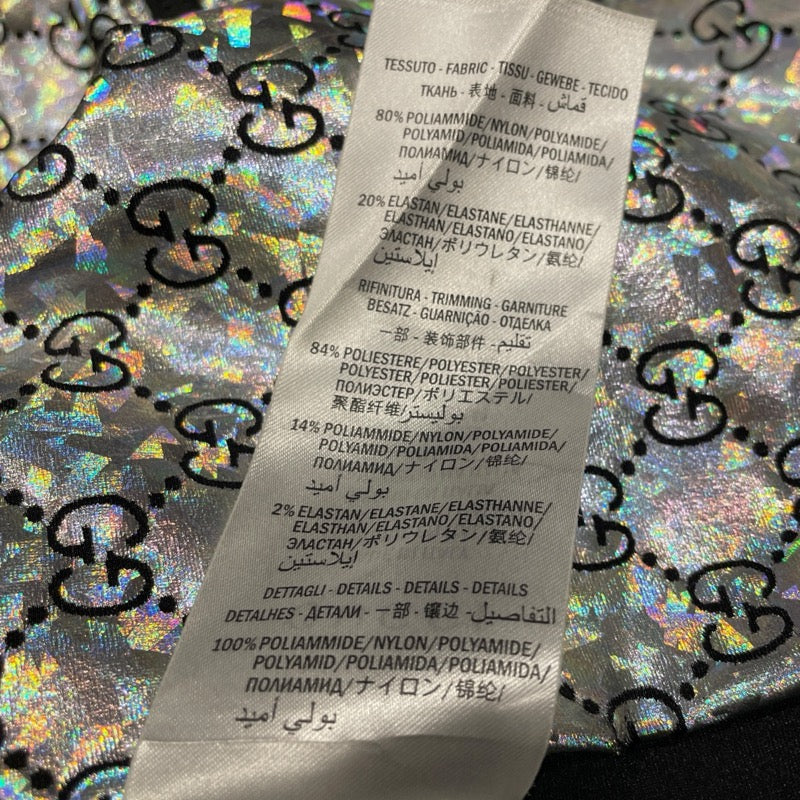 TESSUTO - FABRIC - TISSU - GEWEBE - TECIDO
ТКАНЬ - 表地 - 面料 - قماش
80% POLIAMMIDE/NYLON/POLYAMIDE/
POLYAMID/POLIAMIDA/POLIAMIDA/
ПОЛИАМИД/ナイロン/锦纶/
بولي أميد
20% ELASTAN/ELASTANE/ELASTHANNE/
ELASTHAN/ELASTANO/ELASTANO/
ЭЛАСТАН/ポリウレタン/氨纶/
إيلاستين
RIFINITURA - TRIMMING - GARNITURE
BESATZ - GUARNIÇÃO - ОТДЕЛКА
一部 - 装饰部件 - تقليم
84% POLIESTERE/POLYESTER/POLYESTER/
POLYESTER/POLIESTER/POLIESTER/
ПОЛИЭСТЕР/ポリエステル/
聚酯纤维/بوليستر
14% POLIAMMIDE/NYLON/POLYAMIDE/
POLYAMID/POLIAMIDA/POLIAMIDA/
ПОЛИАМИД/ナイロン/锦纶/
بولي أميد
2% ELASTAN/ELASTANE/ELASTHANNE/
ELASTHAN/ELASTANO/ELASTANO/
ЭЛАСТАН/ポリウレタン/氨纶/
إيلاستين
DETTAGLI - DETAILS - DETAILS - DETAILS
DETALHES - ДЕТАЛИ - 一部 - 镶边 - التفاصيل
100% POLIAMMIDE/NYLON/POLYAMIDE/
POLYAMID/POLIAMIDA/POLIAMIDA/
ПОЛИАМИД/ナイロン/锦纶/
بولي أميد